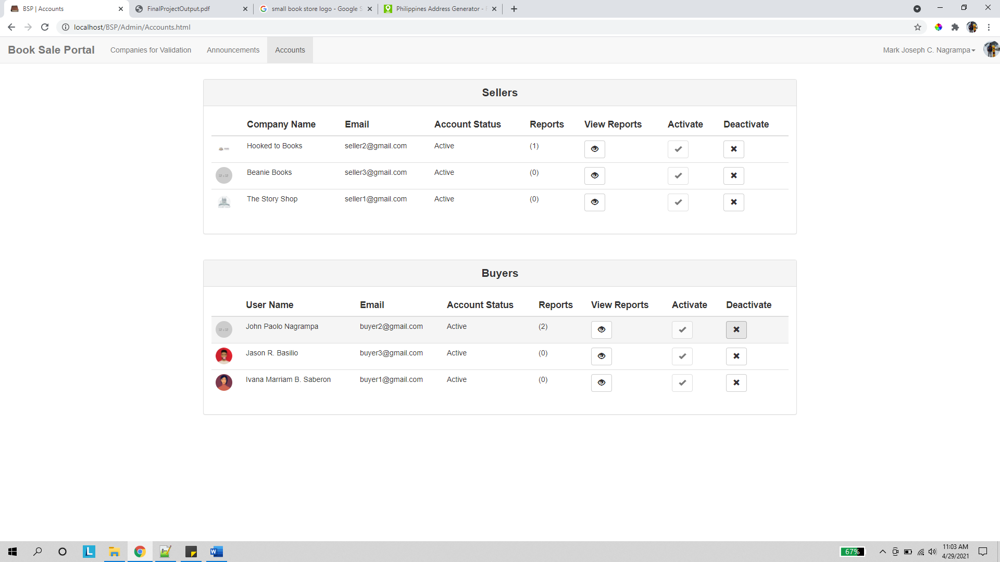 BSP | Accounts
FinalProjectOutput.pdf
small book store logo - Google S
Philippines Address Generator -
localhost/BSP/Admin/Accounts.html
Book Sale Portal Companies for Validation Announcements Accounts Mark Joseph C. Nagrampa
Sellers
Company Name Email Account Status Reports View Reports Activate Deactivate
Hooked to Books seller2@gmail.com Active (1)
Beanie Books seller3@gmail.com Active (0)
The Story Shop seller1@gmail.com Active (0)
Buyers
User Name Email Account Status Reports View Reports Activate Deactivate
John Paolo Nagrampa buyer2@gmail.com Active (2)
Jason R. Basilio buyer3@gmail.com Active (0)
Ivana Marriam B. Saberon buyer1@gmail.com Active (0)
67%
11:03 AM
4/29/2021